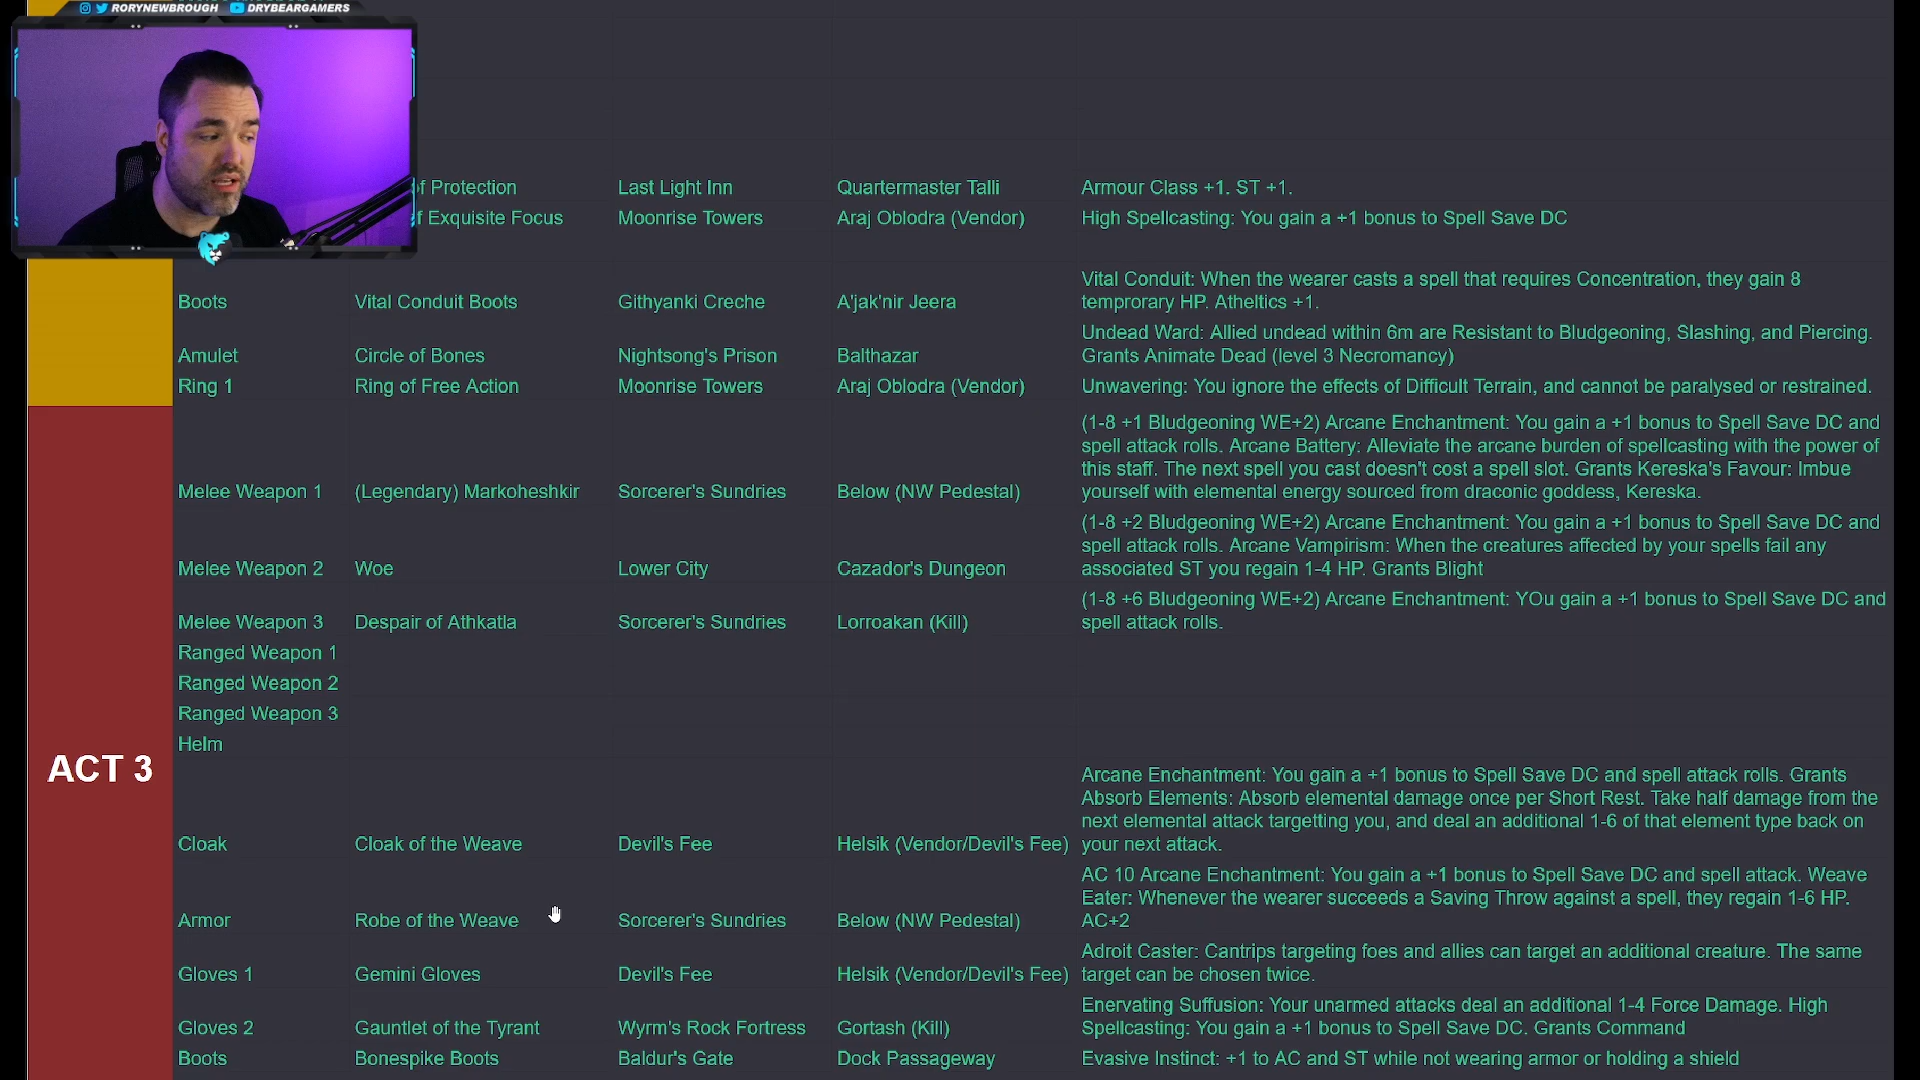 RORYNEWBROUGH DRYBEARGAMERS
of Protection Last Light Inn Quartermaster Talli Armour Class +1. ST +1.
f Exquisite Focus Moonrise Towers Araj Oblodra (Vendor) High Spellcasting: You gain a +1 bonus to Spell Save DC
Vital Conduit: When the wearer casts a spell that requires Concentration, they gain 8
Boots Vital Conduit Boots Githyanki Creche A'jak'nir Jeera temporary HP. Atheltics +1.
Undead Ward: Allied undead within 6m are Resistant to Bludgeoning, Slashing, and Piercing.
Amulet Circle of Bones Nightsong's Prison Balthazar Grants Animate Dead (level 3 Necromancy)
Ring 1 Ring of Free Action Moonrise Towers Araj Oblodra (Vendor) Unwavering: You ignore the effects of Difficult Terrain, and cannot be paralysed or restrained.
(1-8 +1 Bludgeoning WE+2) Arcane Enchantment: You gain a +1 bonus to Spell Save DC and
spell attack rolls. Arcane Battery: Alleviate the arcane burden of spellcasting with the power of
this staff. The next spell you cast doesn't cost a spell slot. Grants Kereska's Favour: Imbue
Melee Weapon 1 (Legendary) Markoheshkir Sorcerer's Sundries Below (NW Pedestal) yourself with elemental energy sourced from draconic goddess, Kereska.
(1-8 +2 Bludgeoning WE+2) Arcane Enchantment: You gain a +1 bonus to Spell Save DC and
spell attack rolls. Arcane Vampirism: When the creatures affected by your spells fail any
Melee Weapon 2 Woe Lower City Cazador's Dungeon associated ST you regain 1-4 HP. Grants Blight
(1-8 +6 Bludgeoning WE+2) Arcane Enchantment: YOu gain a +1 bonus to Spell Save DC and
Melee Weapon 3 Despair of Athkatla Sorcerer's Sundries Lorroakan (Kill) spell attack rolls.
Ranged Weapon 1
Ranged Weapon 2
Ranged Weapon 3
Helm
ACT 3
Arcane Enchantment: You gain a +1 bonus to Spell Save DC and spell attack rolls. Grants
Absorb Elements: Absorb elemental damage once per Short Rest. Take half damage from the
next elemental attack targetting you, and deal an additional 1-6 of that element type back on
Cloak Cloak of the Weave Devil's Fee Helsik (Vendor/Devil's Fee) your next attack.
AC 10 Arcane Enchantment: You gain a +1 bonus to Spell Save DC and spell attack. Weave
Eater: Whenever the wearer succeeds a Saving Throw against a spell, they regain 1-6 HP.
Armor Robe of the Weave Sorcerer's Sundries Below (NW Pedestal) AC+2
Adroit Caster: Cantrips targeting foes and allies can target an additional creature. The same
Gloves 1 Gemini Gloves Devil's Fee Helsik (Vendor/Devil's Fee) target can be chosen twice.
Enervating Suffusion: Your unarmed attacks deal an additional 1-4 Force Damage. High
Gloves 2 Gauntlet of the Tyrant Wyrm's Rock Fortress Gortash (Kill) Spellcasting: You gain a +1 bonus to Spell Save DC. Grants Command
Boots Bonespike Boots Baldur's Gate Dock Passageway Evasive Instinct: +1 to AC and ST while not wearing armor or holding a shield